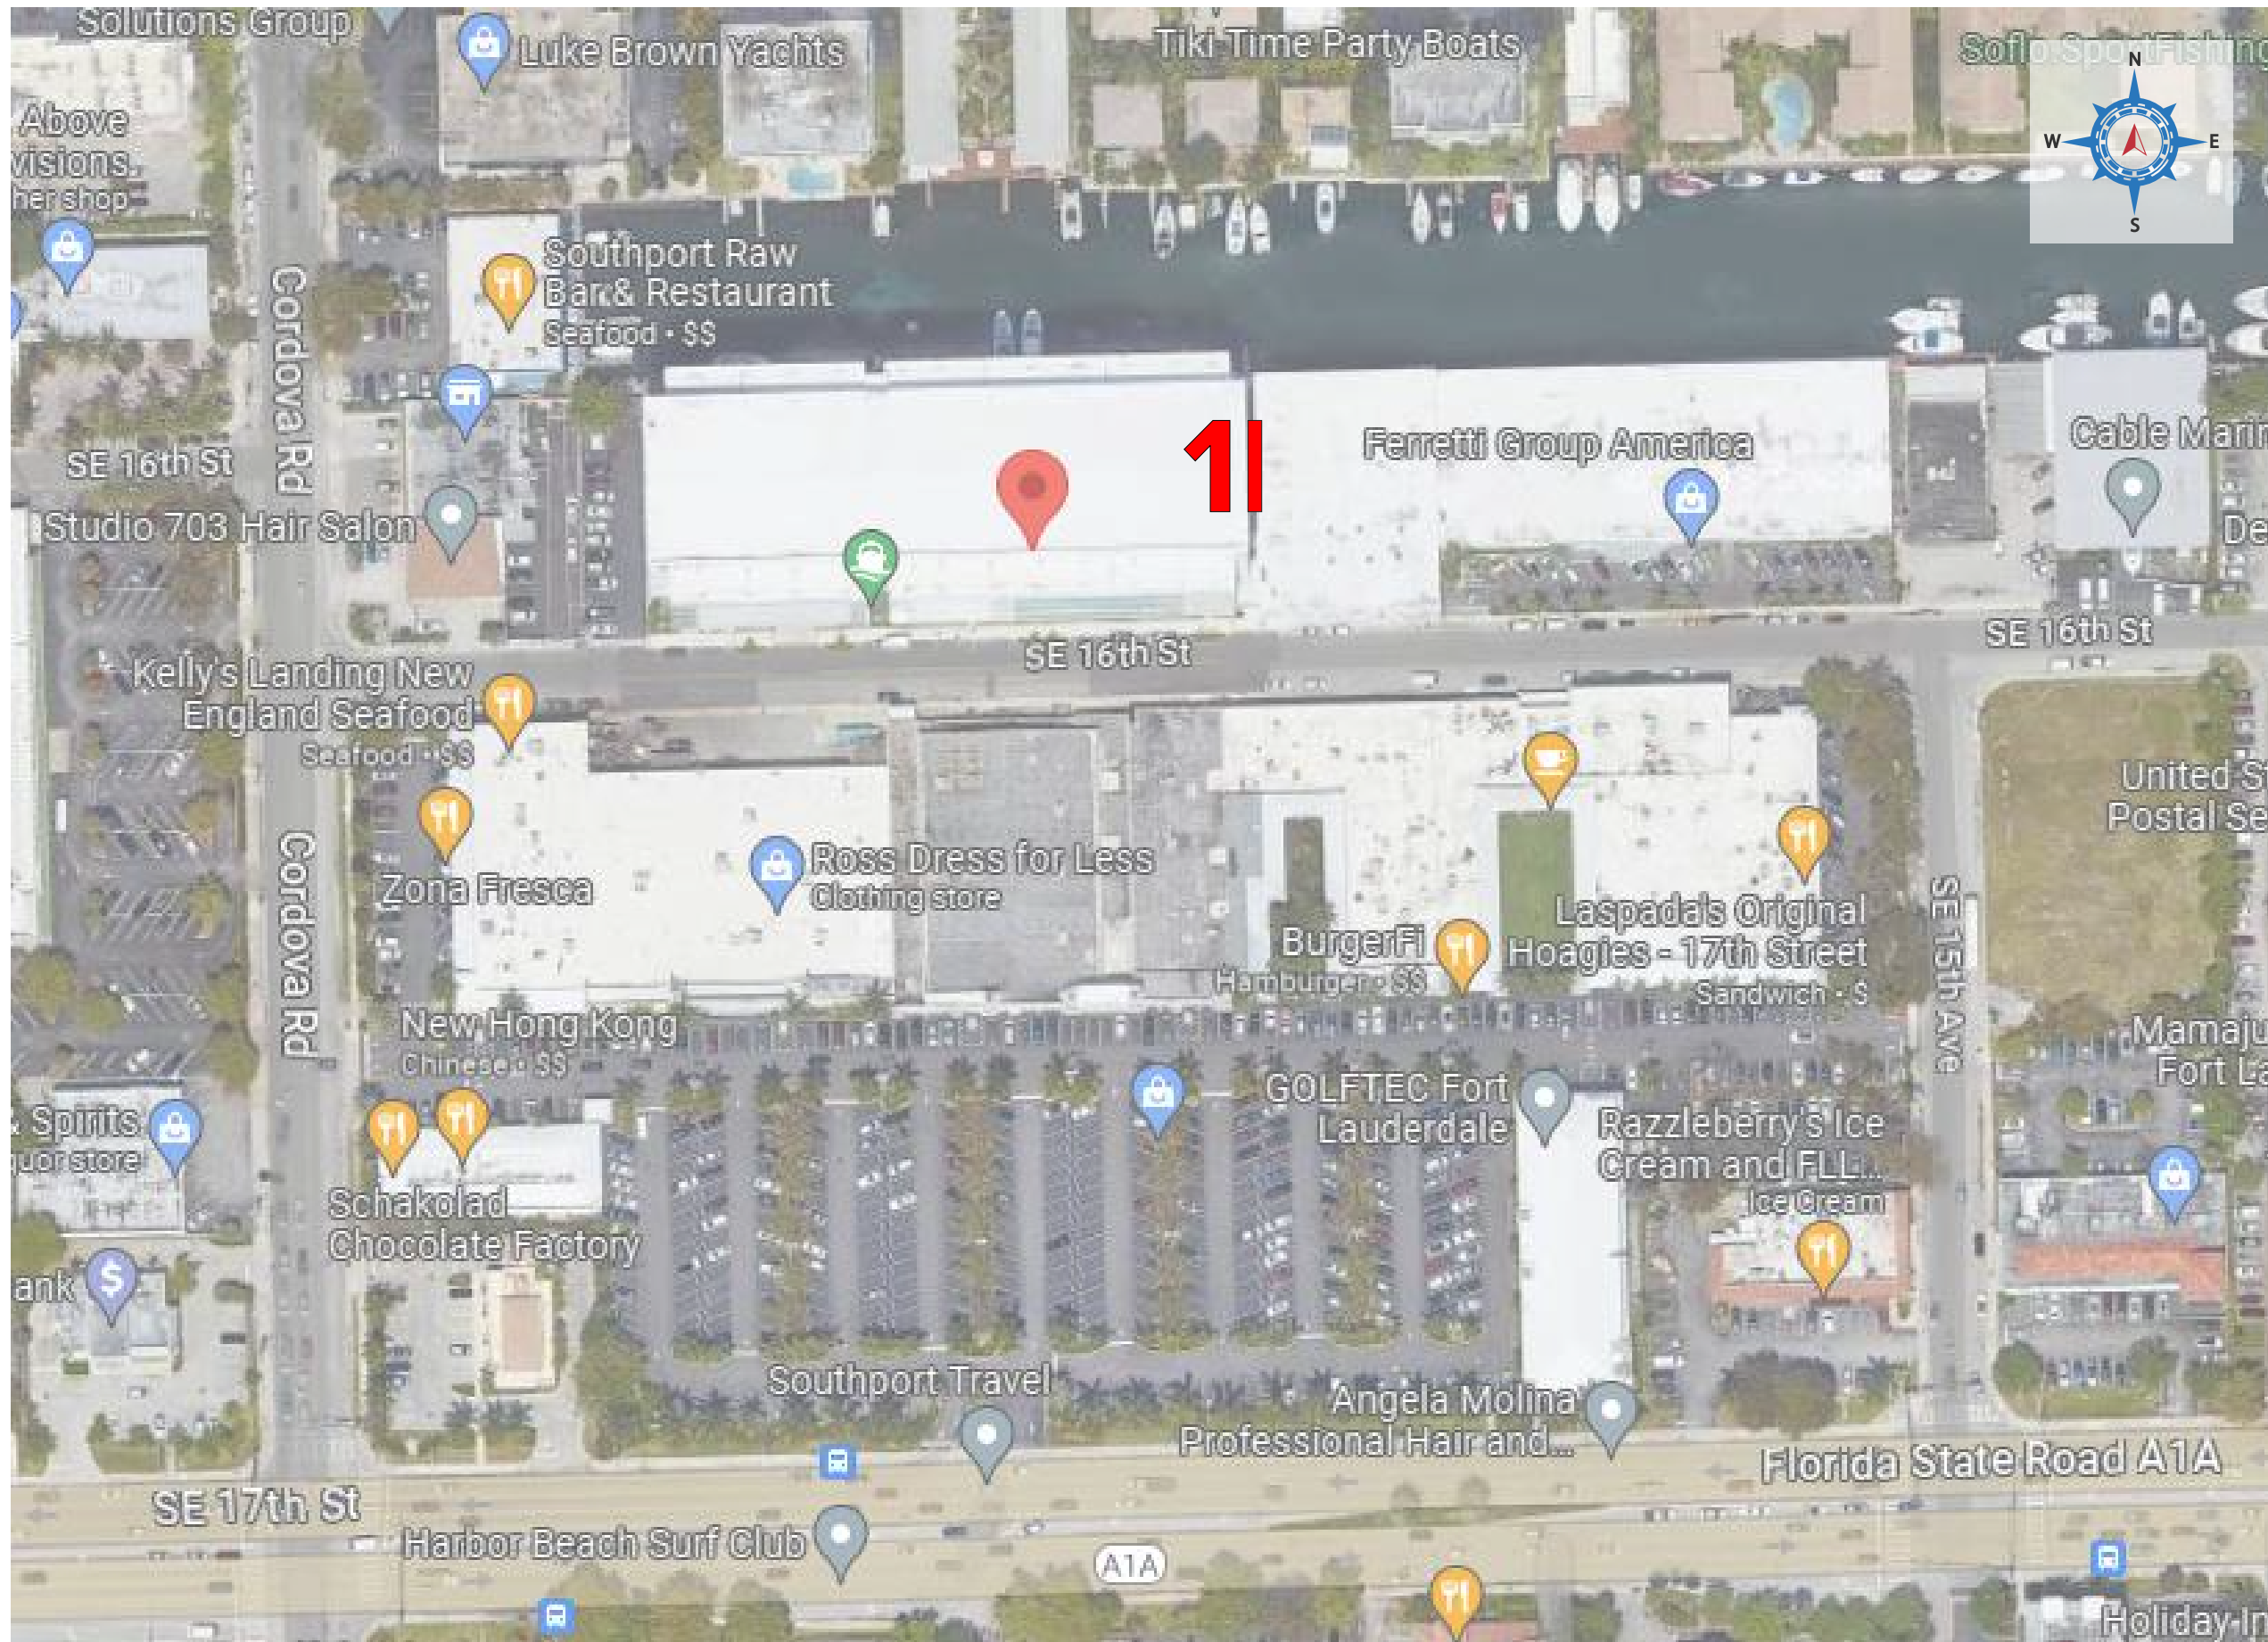 Solutions Group
Luke Brown Yachts
Tiki Time Party Boats
Soflo SportFishing
N
W
E
S
Above
visions.
her shop
Southport Raw
Bar & Restaurant
Seafood • $$
Cordova Rd
SE 16th St
Studio 703 Hair Salon
1I
Ferretti Group America
Cable Marin
De
SE 16th St
SE 16th St
Kelly's Landing New
England Seafood
Seafood • $$
Zona Fresca
Ross Dress for Less
Clothing store
Cordova Rd
BurgerFi
Hamburger • $$
Laspada's Original
Hoagies - 17th Street
Sandwich • $
SE 15th Ave
United S
Postal Se
New Hong Kong
Chinese • $$
Mamaju
Fort La
& Spirits
quor store
GOLFTEC Fort
Lauderdale
Razzleberry's Ice
Cream and FLL...
Ice Cream
Schakolad
Chocolate Factory
ank
$
Southport Travel
Angela Molina
Professional Hair and...
Florida State Road A1A
SE 17th St
Harbor Beach Surf Club
A1A
Holiday In